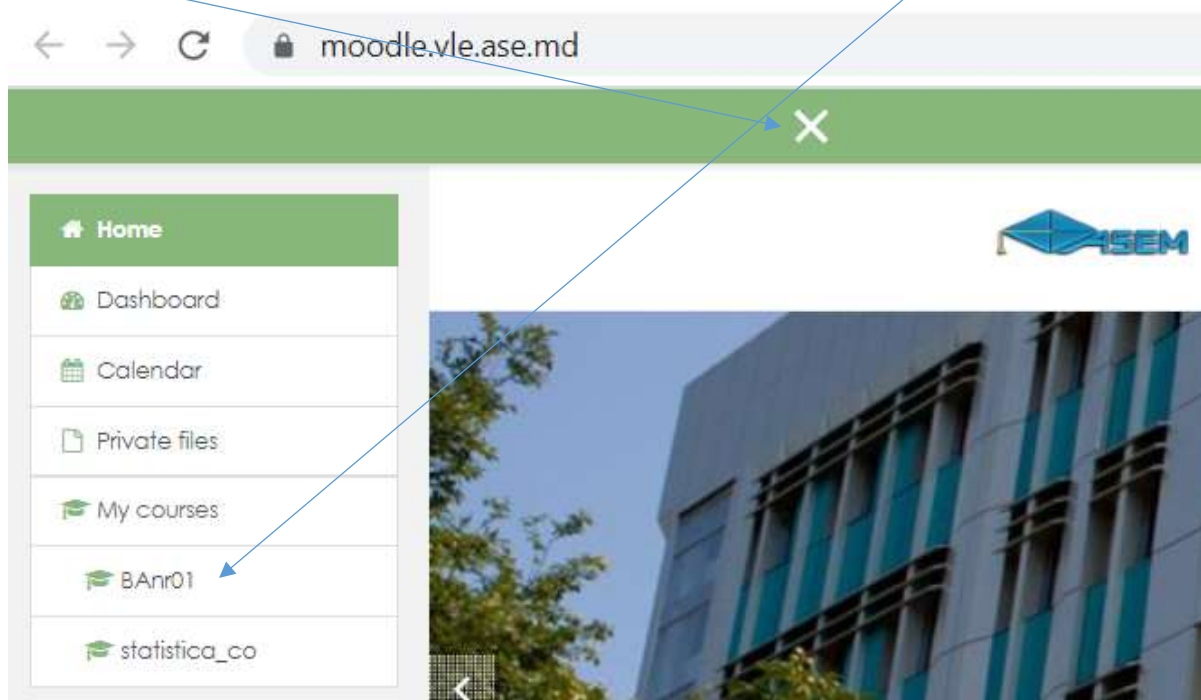 moodle.vle.ase.md
ASEM
Home
Dashboard
Calendar
Private files
My courses
BAnr01
statistica_co